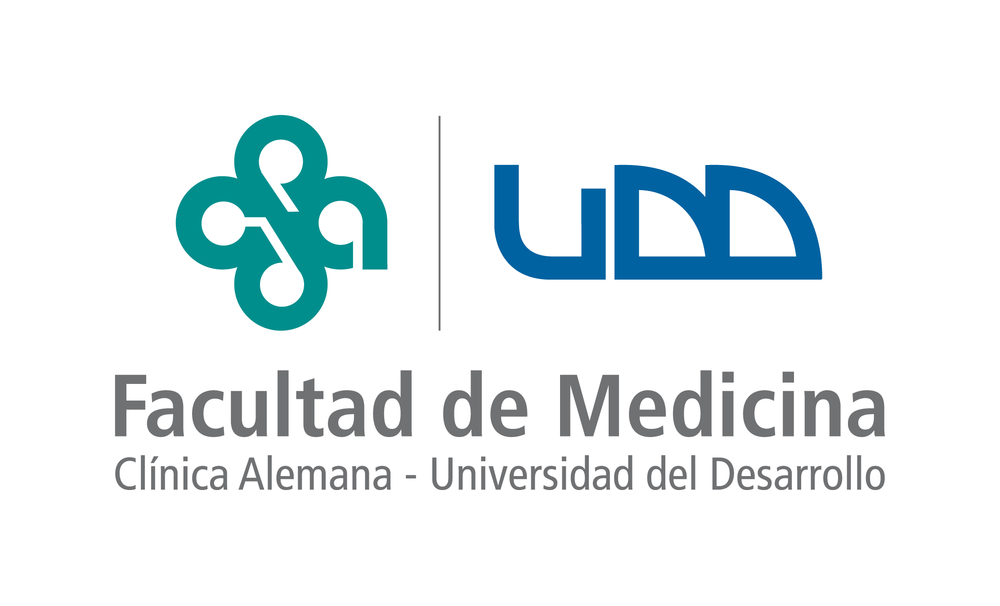 UDD
Facultad de Medicina
Clínica Alemana - Universidad del Desarrollo